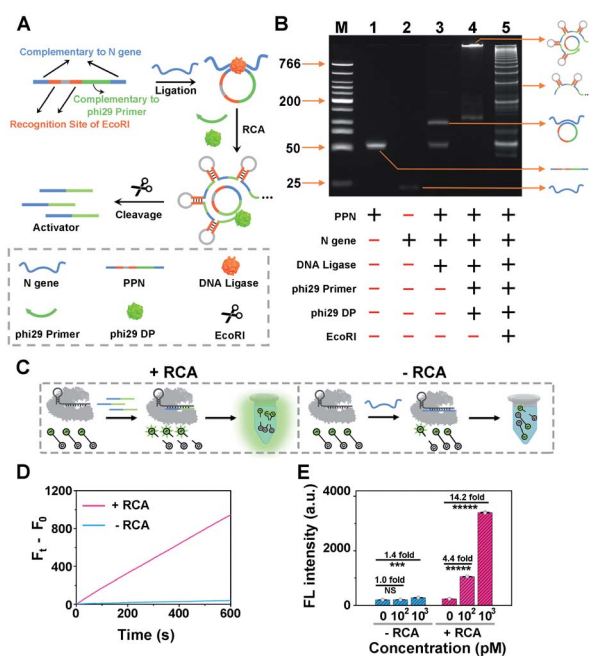 A
Complementary to N gene
Ligation
Complementary to
phi29 Primer
Recognition Site of
EcoRI
RCA
...
Cleavage
Activator
N gene
PPN
DNA Ligase
phi29 Primer
phi29 DP
EcoRI
B
M 1 2 3 4 5
766
200
50
25
...
PPN + − + + +
N gene − + + + +
DNA Ligase − − + + +
phi29 Primer − − − + +
phi29 DP − − − + +
EcoRI − − − − +
C
+ RCA
- RCA
D
+ RCA
- RCA
Ft - F0
1200
800
400
0
0 200 400 600
Time (s)
E
FL intensity (a.u.)
4000
2000
0
1.0 fold
NS
1.4 fold
***
4.4 fold
*****
14.2 fold
*****
0 10² 10³ 0 10² 10³
- RCA + RCA
Concentration (pM)